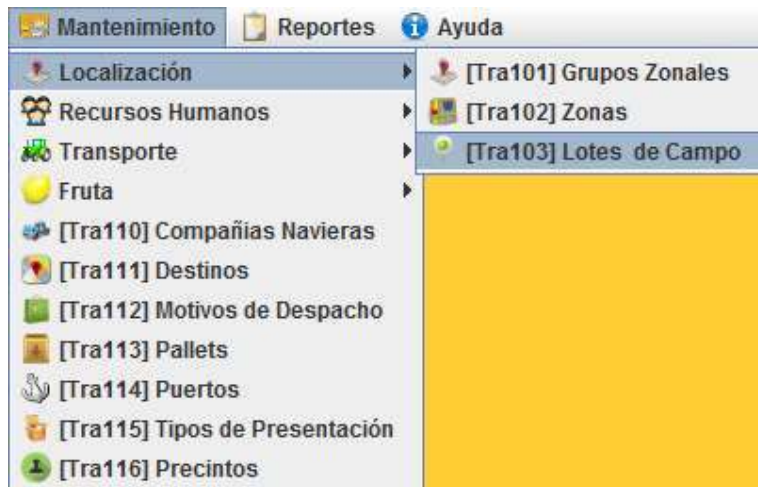 Mantenimiento Reportes Ayuda
Localización
Recursos Humanos
Transporte
Fruta
[Tra110] Compañias Navieras
[Tra111] Destinos
[Tra112] Motivos de Despacho
[Tra113] Pallets
[Tra114] Puertos
[Tra115] Tipos de Presentación
[Tra116] Precintos
[Tra101] Grupos Zonales
[Tra102] Zonas
[Tra103] Lotes de Campo